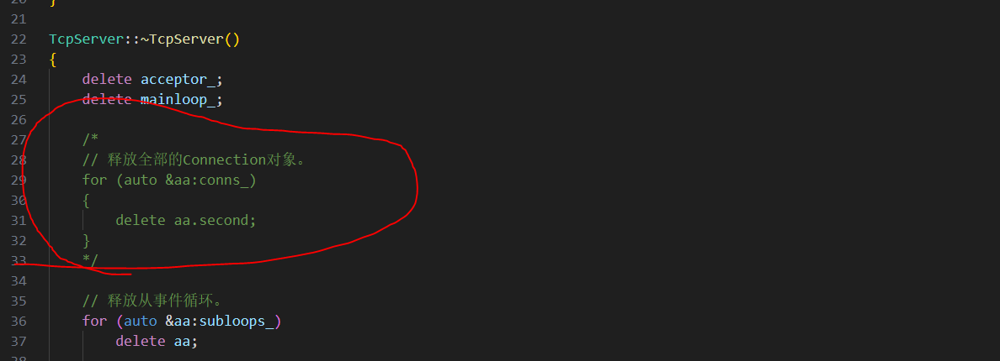 20 }
21
22 TcpServer::~TcpServer()
23 {
24 delete acceptor_;
25 delete mainloop_;
26
27 /*
28 // 释放全部的Connection对象。
29 for (auto &aa:conns_)
30 {
31 delete aa.second;
32 }
33 */
34
35 // 释放从事件循环。
36 for (auto &aa:subloops_)
37 delete aa;
38